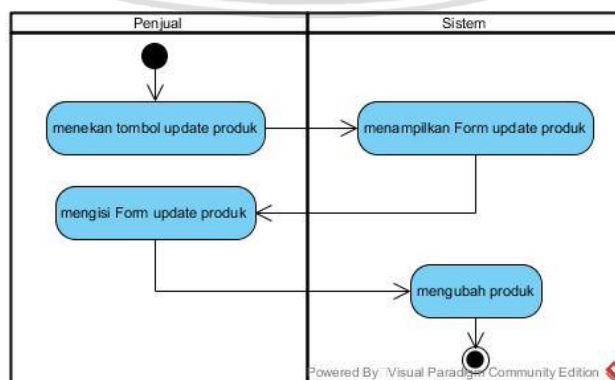 Penjual
Sistem
menekan tombol update produk
menampilkan Form update produk
mengisi Form update produk
mengubah produk
Powered By Visual Paradigm Community Edition